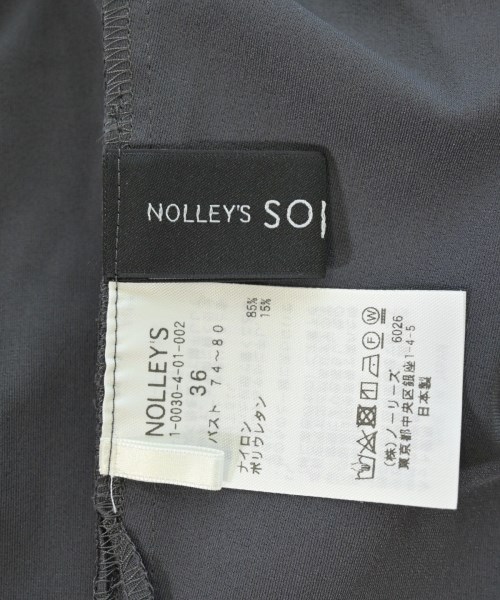 NOLLEY'S SOI
NOLLEY'S
1-0030-4-01-002
36
バスト 74~80
ナイロン 85%
ポリウレタン 15%
6026
(株)ノーリーズ
東京都中央区銀座1-4-5
日本製